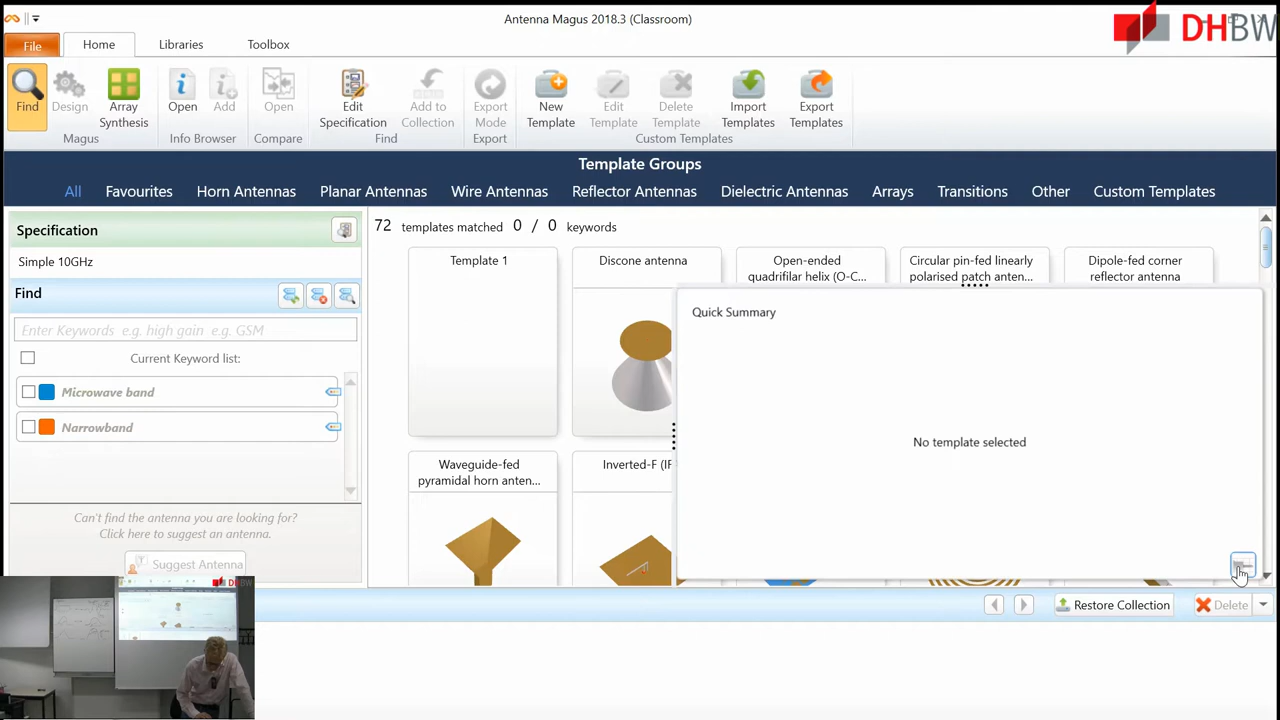 Antenna Magus 2018.3 (Classroom)
DHBW
File
Home
Libraries
Toolbox
Find
Design
Array
Synthesis
Open
Add
Open
Edit
Specification
Add to
Collection
Export
Mode
New
Template
Edit
Template
Delete
Template
Import
Templates
Export
Templates
Magus
Info Browser
Compare
Find
Export
Custom Templates
Template Groups
All
Favourites
Horn Antennas
Planar Antennas
Wire Antennas
Reflector Antennas
Dielectric Antennas
Arrays
Transitions
Other
Custom Templates
Specification
Simple 10GHz
Find
Enter Keywords e.g. high gain e.g. GSM
Current Keyword list:
Microwave band
Narrowband
Can't find the antenna you are looking for?
Click here to suggest an antenna.
Suggest Antenna
72 templates matched 0 / 0 keywords
Template 1
Discone antenna
Open-ended
quadrifilar helix (O-C...
Circular pin-fed linearly
polarised patch anten...
Dipole-fed corner
reflector antenna
Waveguide-fed
pyramidal horn anten...
Inverted-F (IF
Quick Summary
No template selected
Restore Collection
Delete